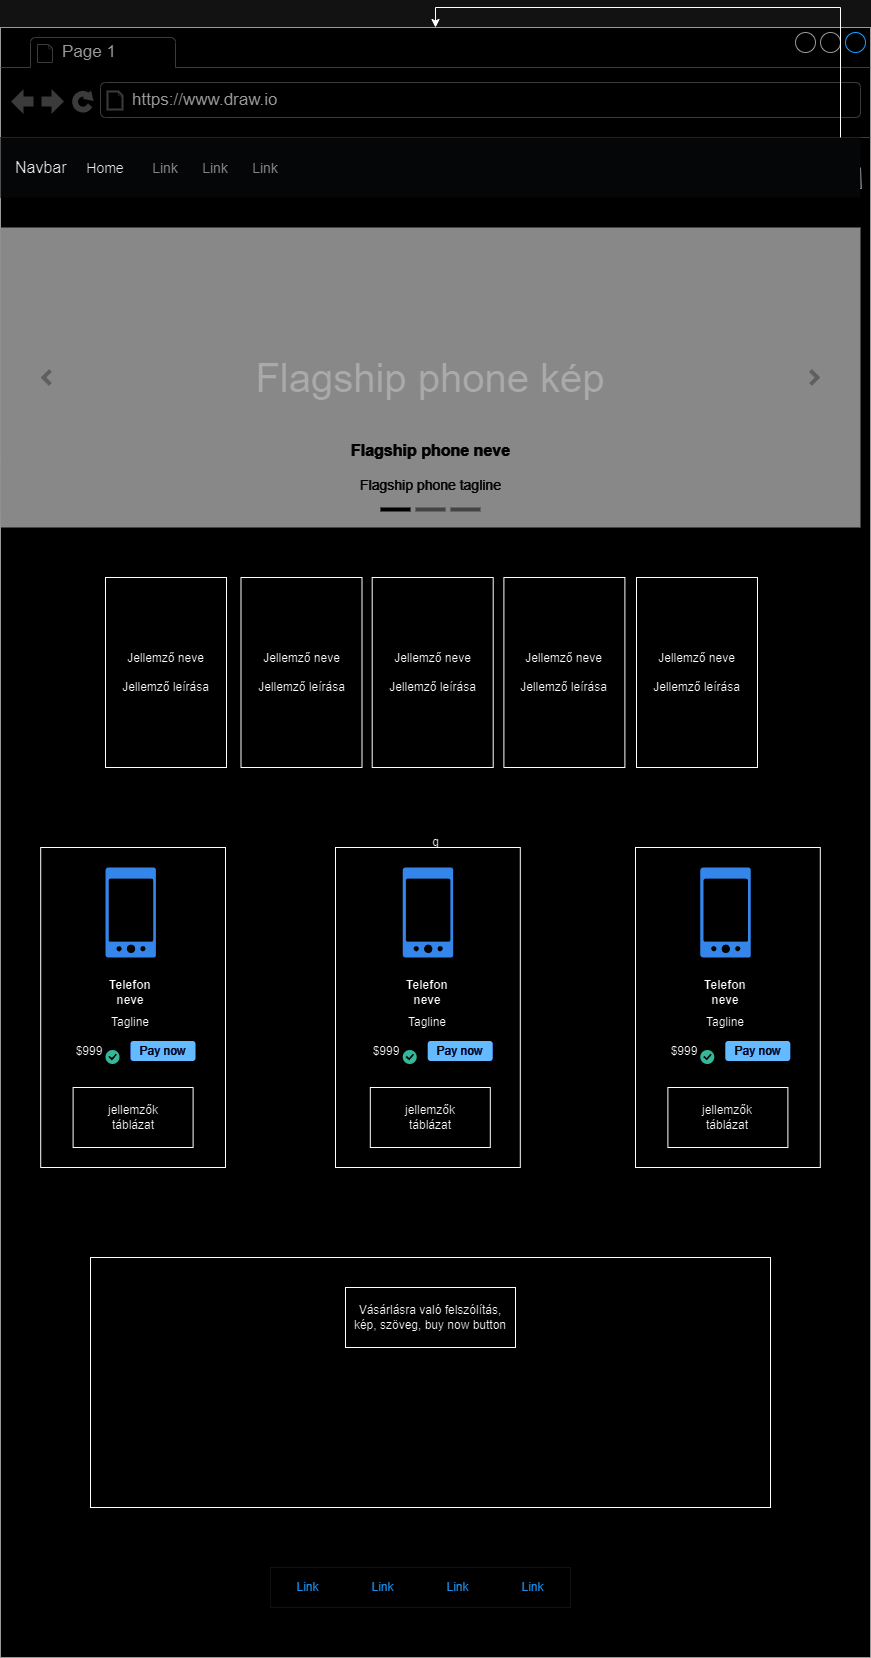 Page 1
https://www.draw.io
Navbar Home Link Link Link
Flagship phone kép
Flagship phone neve
Flagship phone tagline
Jellemző neve
Jellemző leírása
Jellemző neve
Jellemző leírása
Jellemző neve
Jellemző leírása
Jellemző neve
Jellemző leírása
Jellemző neve
Jellemző leírása
g
Telefon
neve
Tagline
$999 Pay now
jellemzők
táblázat
Telefon
neve
Tagline
$999 Pay now
jellemzők
táblázat
Telefon
neve
Tagline
$999 Pay now
jellemzők
táblázat
Vásárlásra való felszólítás,
kép, szöveg, buy now button
Link Link Link Link